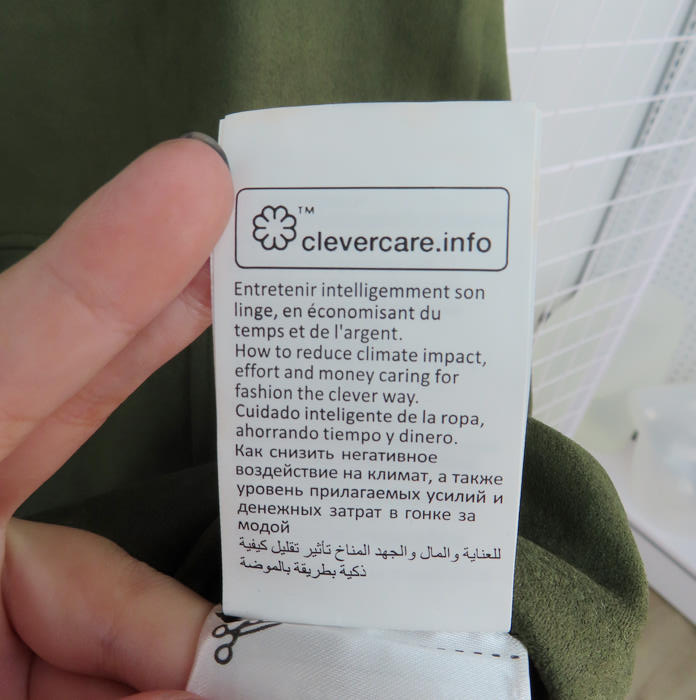 ™
clevercare.info
Entretenir intelligemment son
linge, en économisant du
temps et de l'argent.
How to reduce climate impact,
effort and money caring for
fashion the clever way.
Cuidado inteligente de la ropa,
ahorrando tiempo y dinero.
Как снизить негативное
воздействие на климат, а также
уровень прилагаемых усилий и
денежных затрат в гонке за
модой
للعناية والمال والجهد المناخ تأثير تقليل كيفية
ذكية بطريقة بالموضة